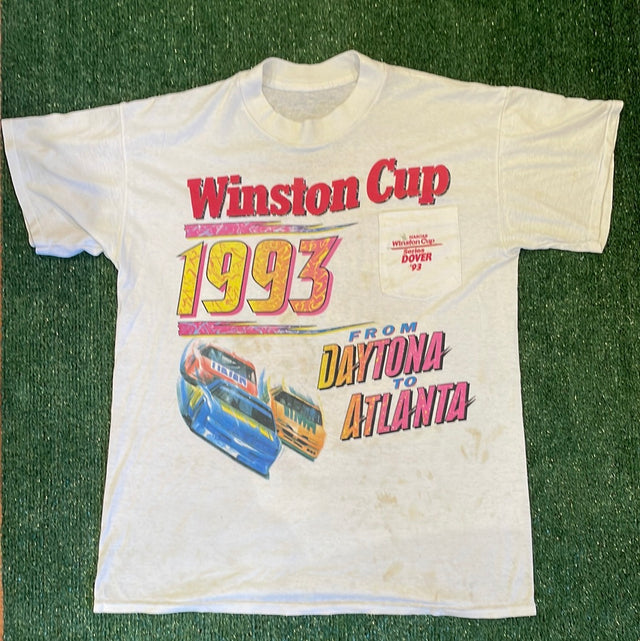 Winston Cup
1993
NASCAR
Winston Cup
Series
DOVER
'93
FROM
DAYTONA
TO
ATLANTA